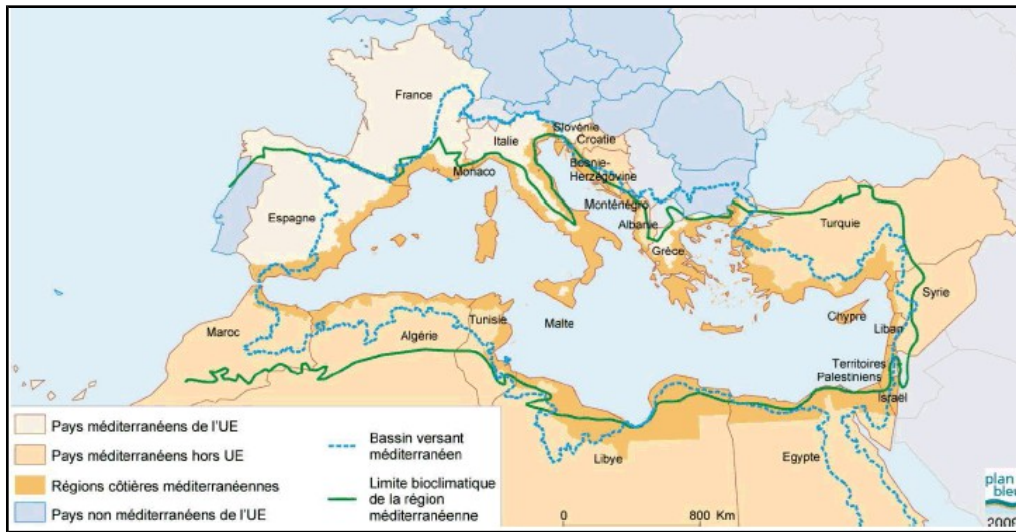 France
Slovénie
Croatie
Italie
Bosnie-
Herzégovine
Monaco
Monténégro
Espagne
Albanie
Turquie
Grèce
Syrie
Chypre
Maroc
Algérie
Tunisie
Malte
Liban
Territoires
Palestiniens
Israël
Libye
Egypte
Pays méditerranéens de l'UE
Pays méditerranéens hors UE
Régions côtières méditerranéennes
Pays non méditerranéens de l'UE
Bassin versant
méditerranéen
Limite bioclimatique
de la région
méditerranéenne
0 800 Km
plan
bleu